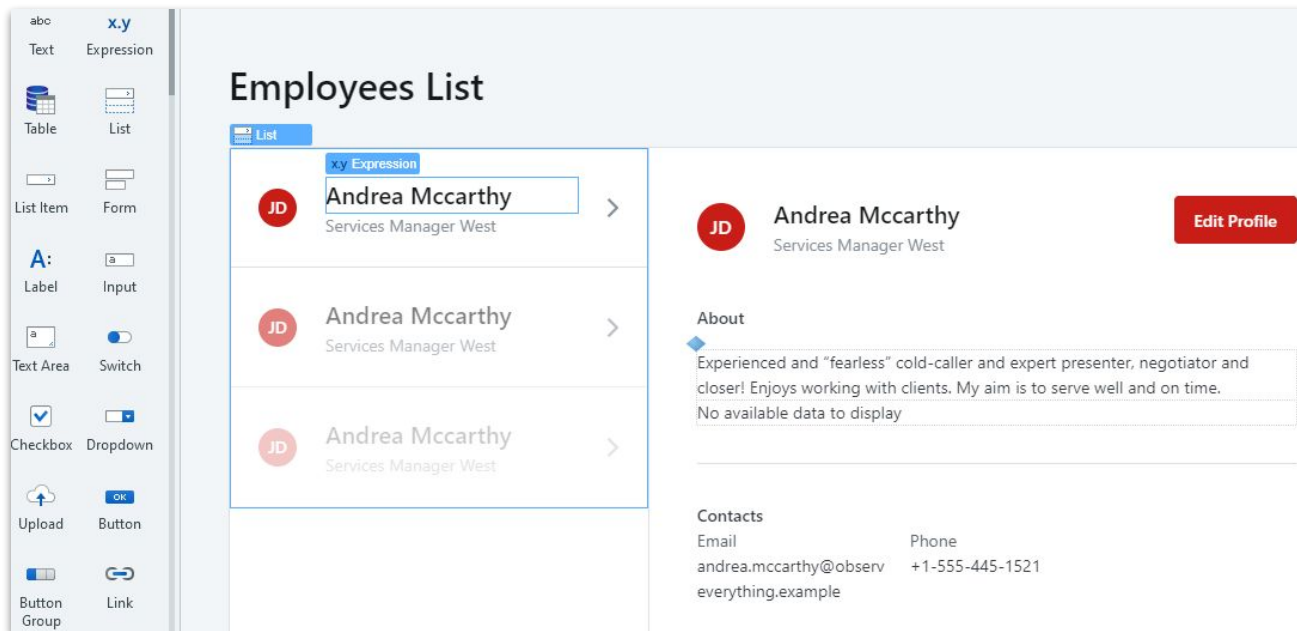 abc
x.y
Text
Expression
Table
List
List Item
Form
A:
a
Label
Input
a
Text Area
Switch
Checkbox
Dropdown
OK
Upload
Button
Button
Group
Link
Employees List
List
x.y Expression
JD
Andrea Mccarthy
Services Manager West
JD
Andrea Mccarthy
Services Manager West
JD
Andrea Mccarthy
Services Manager West
JD
Andrea Mccarthy
Services Manager West
Edit Profile
About
Experienced and “fearless” cold-caller and expert presenter, negotiator and
closer! Enjoys working with clients. My aim is to serve well and on time.
No available data to display
Contacts
Email
Phone
andrea.mccarthy@observ
+1-555-445-1521
everything.example